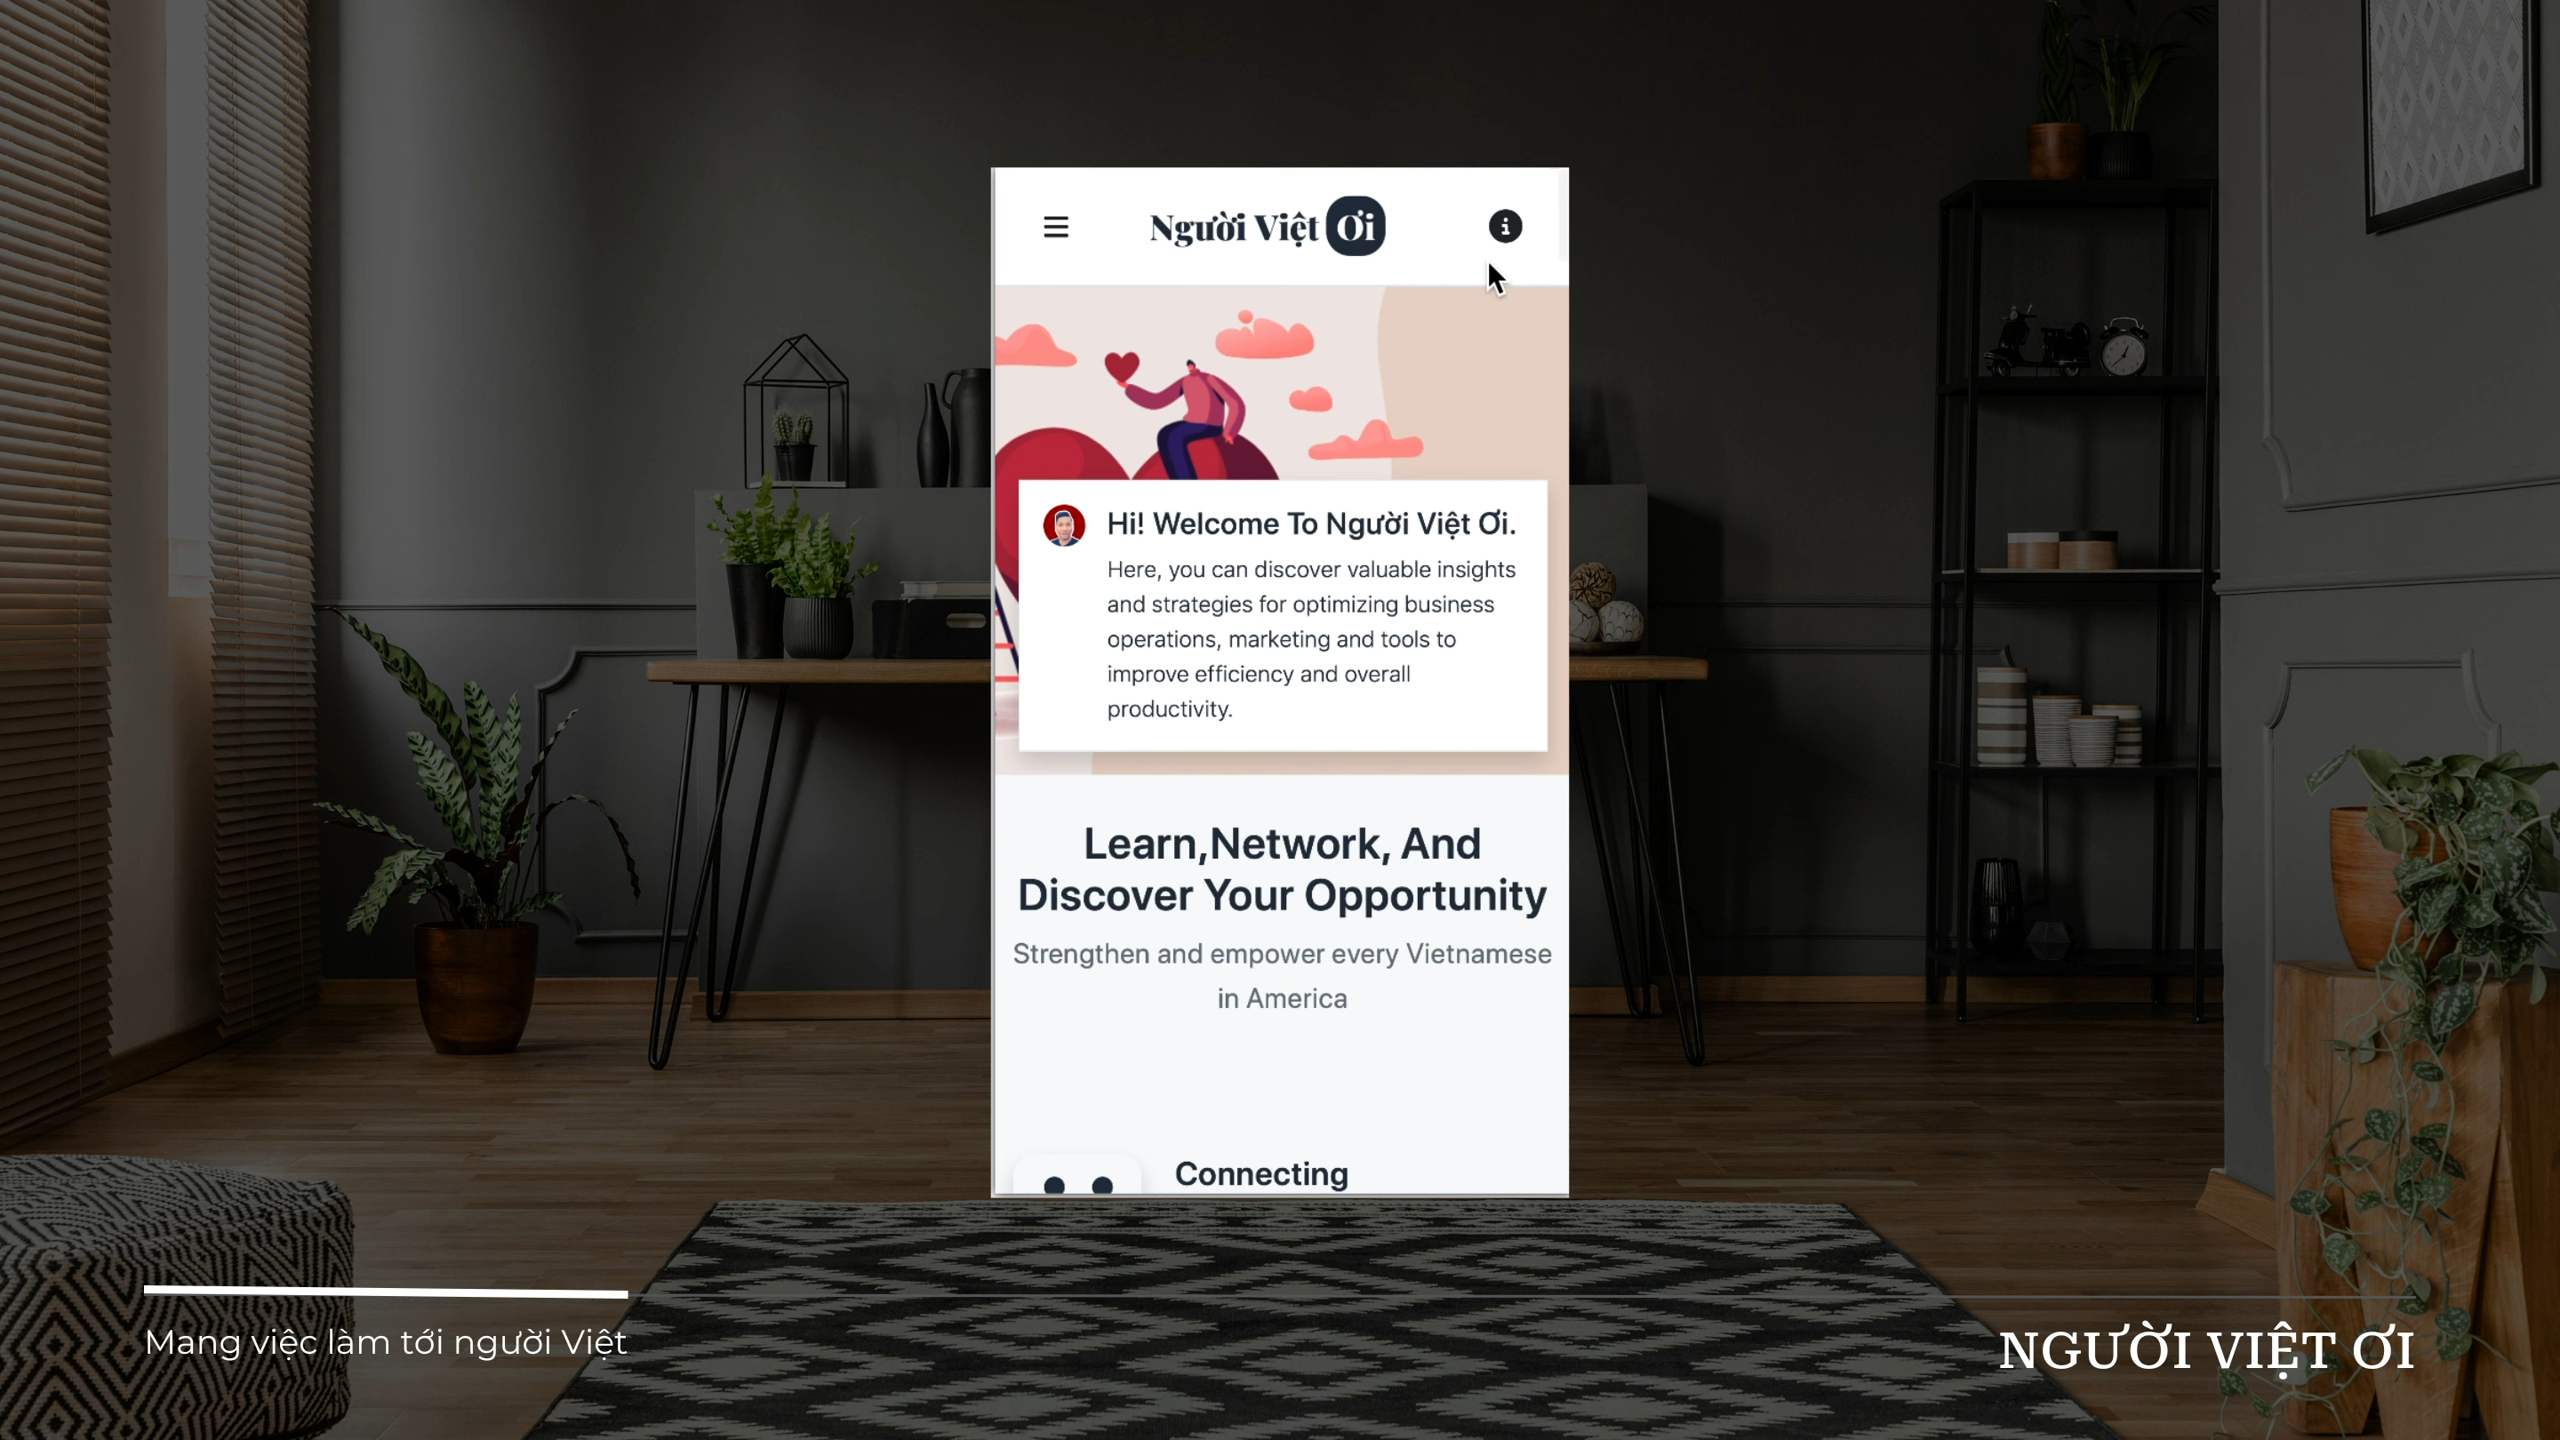 Người Việt Ơi
Hi! Welcome To Người Việt Ơi.
Here, you can discover valuable insights
and strategies for optimizing business
operations, marketing and tools to
improve efficiency and overall
productivity.
Learn,Network, And
Discover Your Opportunity
Strengthen and empower every Vietnamese
in America
Connecting
Mang việc làm tới người Việt
NGƯỜI VIỆT ƠI